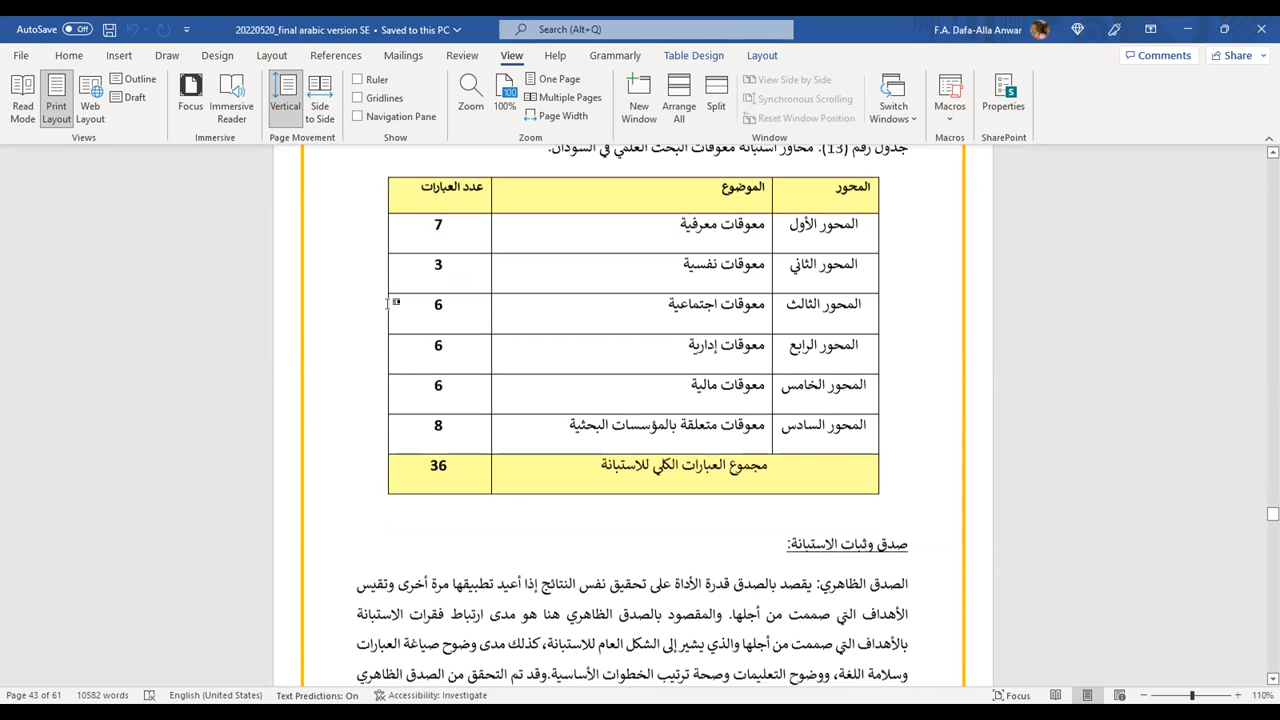 AutoSave Off 20220520_final arabic version SE • Saved to this PC Search (Alt+Q) F.A. Dafa-Alla Anwar
File Home Insert Draw Design Layout References Mailings Review View Help Grammarly Table Design Layout Comments Share
Read Mode
Print Layout
Web Layout
Outline
Draft
Views
Focus
Immersive Reader
Immersive
Vertical
Side to Side
Page Movement
Ruler
Gridlines
Navigation Pane
Show
Zoom
100%
One Page
Multiple Pages
Page Width
Zoom
New Window
Arrange All
Split
View Side by Side
Synchronous Scrolling
Reset Window Position
Window
Switch Windows
Macros
Macros
Properties
SharePoint
جدول رقم (13): محاور استبانة معوقات البحث العلمي في السودان.
المحور الموضوع عدد العبارات
المحور الأول معوقات معرفية 7
المحور الثاني معوقات نفسية 3
المحور الثالث معوقات اجتماعية 6
المحور الرابع معوقات إدارية 6
المحور الخامس معوقات مالية 6
المحور السادس معوقات متعلقة بالمؤسسات البحثية 8
مجموع العبارات الكلي للاستبانة 36
صدق وثبات الاستبانة:
الصدق الظاهري: يقصد بالصدق قدرة الأداة على تحقيق نفس النتائج إذا أعيد تطبيقها مرة أخرى وتقيس
الأهداف التي صممت من أجلها. والمقصود بالصدق الظاهري هنا هو مدى ارتباط فقرات الاستبانة
بالأهداف التي صممت من أجلها والذي يشير إلى الشكل العام للاستبانة، كذلك مدى وضوح صياغة العبارات
وسلامة اللغة، ووضوح التعليمات وصحة ترتيب الخطوات الأساسية.وقد تم التحقق من الصدق الظاهري
Page 43 of 61 10582 words English (United States) Text Predictions: On Accessibility: Investigate Focus 110%